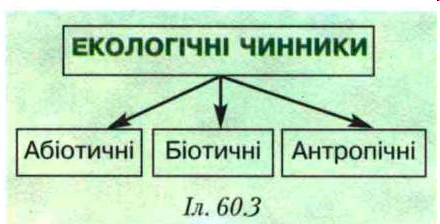 ЕКОЛОГІЧНІ ЧИННИКИ
Абіотичні Біотичні Антропічні
Іл. 60.3